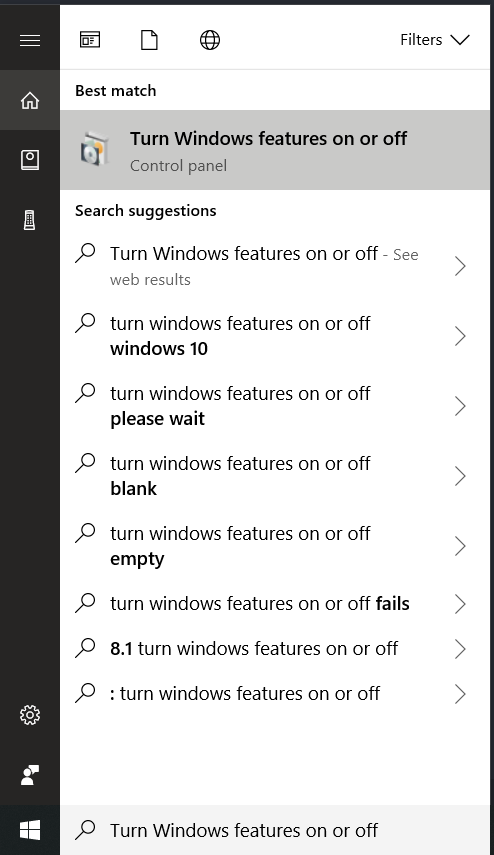 Filters
Best match
Turn Windows features on or off
Control panel
Search suggestions
Turn Windows features on or off - See
web results
turn windows features on or off
windows 10
turn windows features on or off
please wait
turn windows features on or off
blank
turn windows features on or off
empty
turn windows features on or off fails
8.1 turn windows features on or off
: turn windows features on or off
Turn Windows features on or off